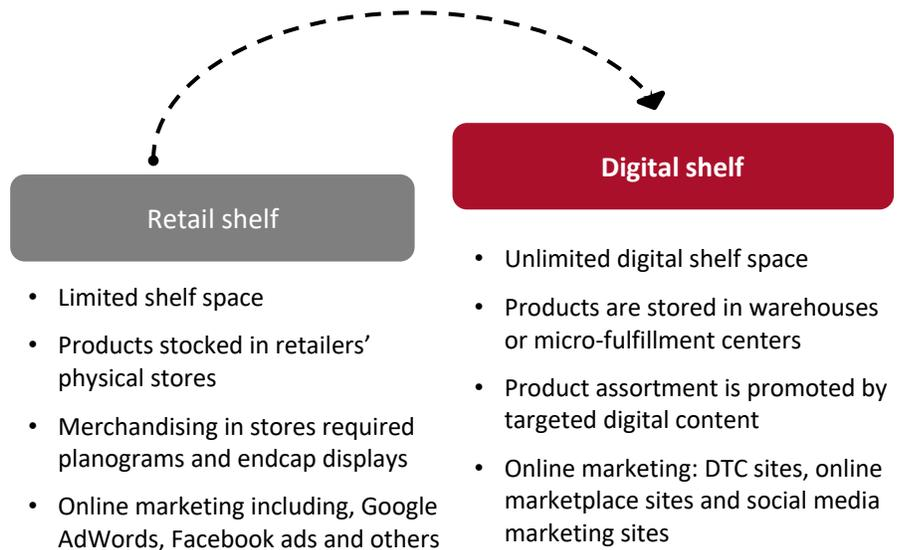 Retail shelf
• Limited shelf space
• Products stocked in retailers’
physical stores
• Merchandising in stores required
planograms and endcap displays
• Online marketing including, Google
AdWords, Facebook ads and others
Digital shelf
• Unlimited digital shelf space
• Products are stored in warehouses
or micro-fulfillment centers
• Product assortment is promoted by
targeted digital content
• Online marketing: DTC sites, online
marketplace sites and social media
marketing sites